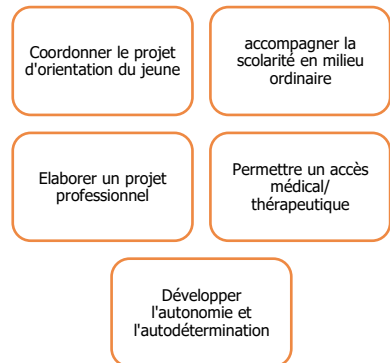 Coordonner le projet
d'orientation du jeune
accompagner la
scolarité en milieu
ordinaire
Elaborer un projet
professionnel
Permettre un accès
médical/
thérapeutique
Développer
l'autonomie et
l'autodétermination